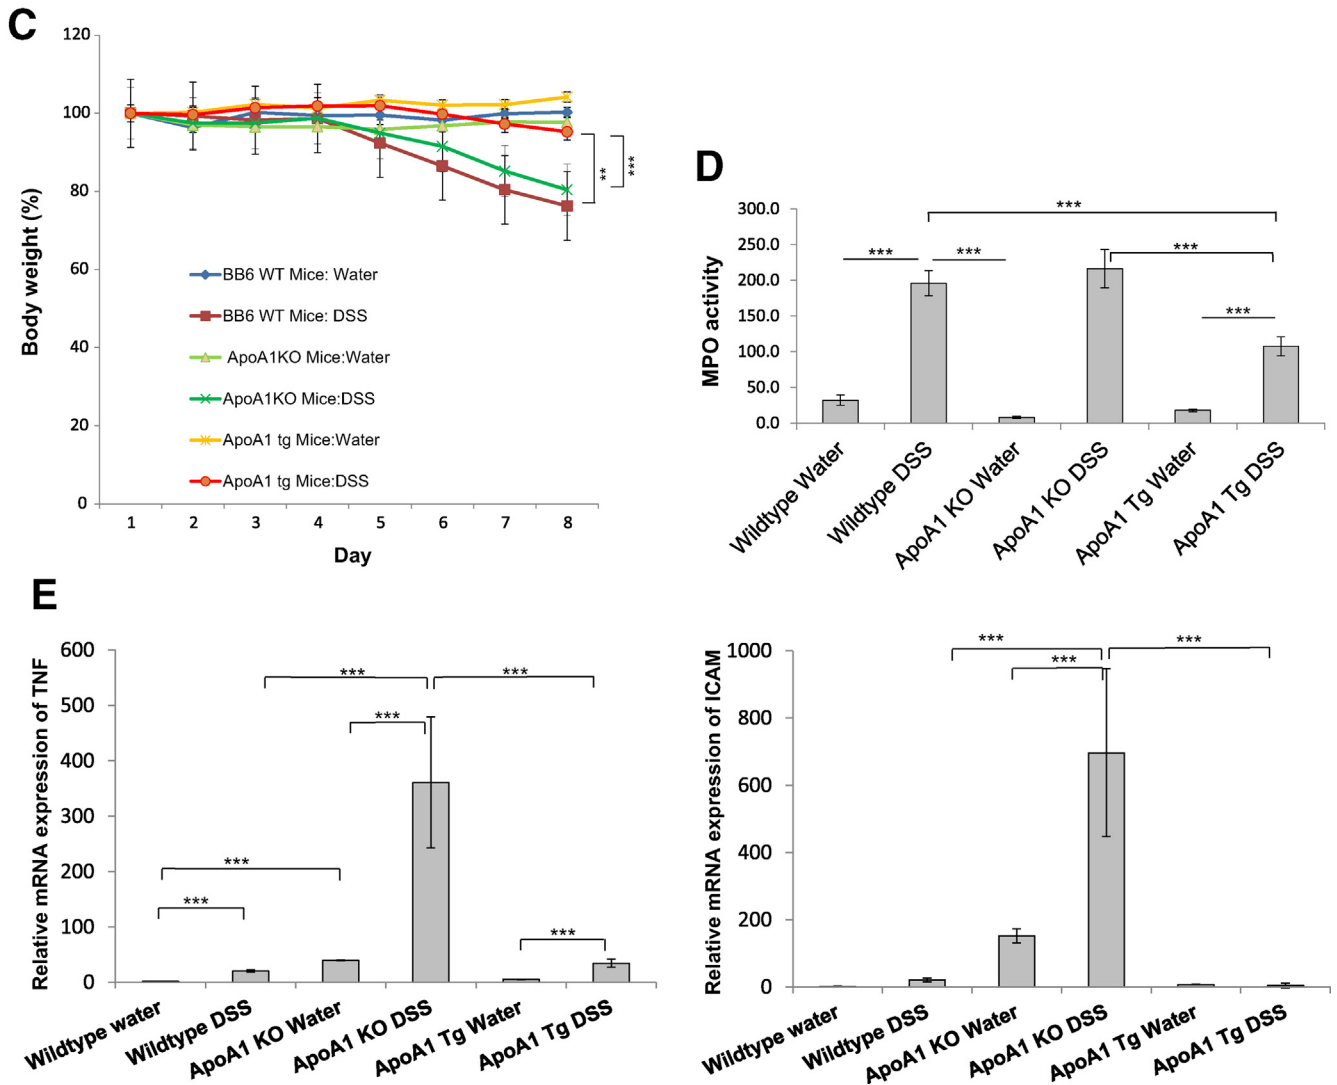 C
120
100
80
60
40
20
0
Body weight (%)
1 2 3 4 5 6 7 8
Day
**
***
BB6 WT Mice: Water
BB6 WT Mice: DSS
ApoA1KO Mice:Water
ApoA1KO Mice:DSS
ApoA1 tg Mice:Water
ApoA1 tg Mice:DSS
D
300.0
250.0
200.0
150.0
100.0
50.0
0.0
MPO activity
***
*** *** ***
***
Wildtype Water
Wildtype DSS
ApoA1 KO Water
ApoA1 KO DSS
ApoA1 Tg Water
ApoA1 Tg DSS
E
600
500
400
300
200
100
0
Relative mRNA expression of TNF
*** ***
***
***
***
***
Wildtype water
Wildtype DSS
ApoA1 KO Water
ApoA1 KO DSS
ApoA1 Tg Water
ApoA1 Tg DSS
1000
800
600
400
200
0
Relative mRNA expression of ICAM
*** ***
***
Wildtype water
Wildtype DSS
ApoA1 KO Water
ApoA1 KO DSS
ApoA1 Tg Water
ApoA1 Tg DSS